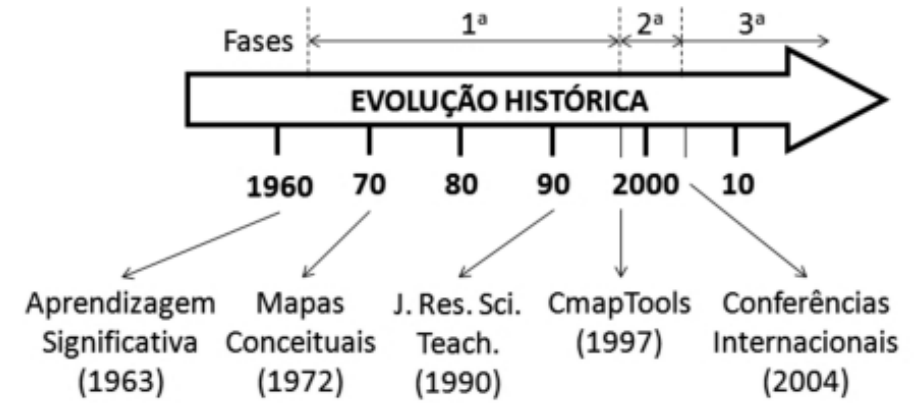 Fases 1ª 2ª 3ª
EVOLUÇÃO HISTÓRICA
1960 70 80 90 2000 10
Aprendizagem
Significativa
(1963)
Mapas
Conceituais
(1972)
J. Res. Sci.
Teach.
(1990)
CmapTools
(1997)
Conferências
Internacionais
(2004)